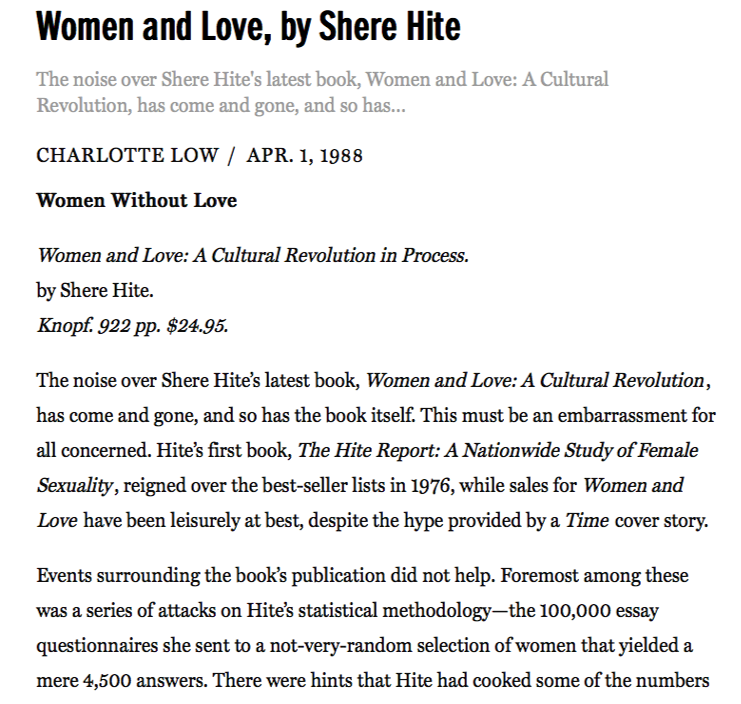 Women and Love, by Shere Hite
The noise over Shere Hite's latest book, Women and Love: A Cultural
Revolution, has come and gone, and so has...
CHARLOTTE LOW / APR. 1, 1988
Women Without Love
Women and Love: A Cultural Revolution in Process.
by Shere Hite.
Knopf. 922 pp. $24.95.
The noise over Shere Hite’s latest book, Women and Love: A Cultural Revolution,
has come and gone, and so has the book itself. This must be an embarrassment for
all concerned. Hite’s first book, The Hite Report: A Nationwide Study of Female
Sexuality, reigned over the best-seller lists in 1976, while sales for Women and
Love have been leisurely at best, despite the hype provided by a Time cover story.
Events surrounding the book’s publication did not help. Foremost among these
was a series of attacks on Hite’s statistical methodology—the 100,000 essay
questionnaires she sent to a not-very-random selection of women that yielded a
mere 4,500 answers. There were hints that Hite had cooked some of the numbers